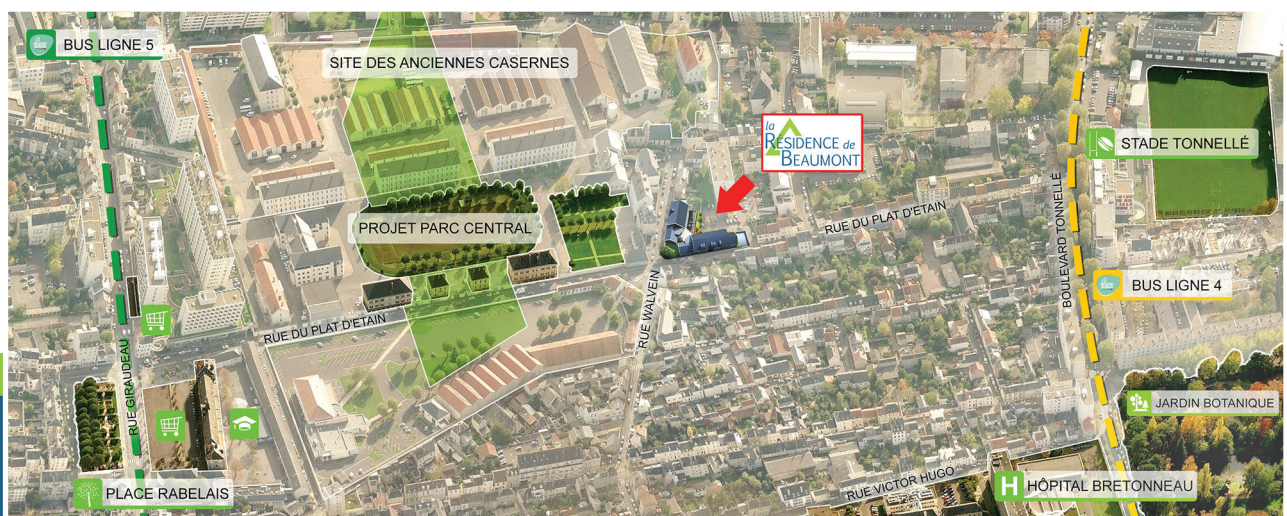 BUS LIGNE 5
SITE DES ANCIENNES CASERNES
la
RÉSIDENCE de
BEAUMONT
STADE TONNELLÉ
PROJET PARC CENTRAL
RUE DU PLAT D'ETAIN
BOULEVARD TONNELLÉ
BUS LIGNE 4
RUE WALVEIN
RUE DU PLAT D'ETAIN
RUE GIRAUDEAU
JARDIN BOTANIQUE
PLACE RABELAIS
RUE VICTOR HUGO
H HÔPITAL BRETONNEAU